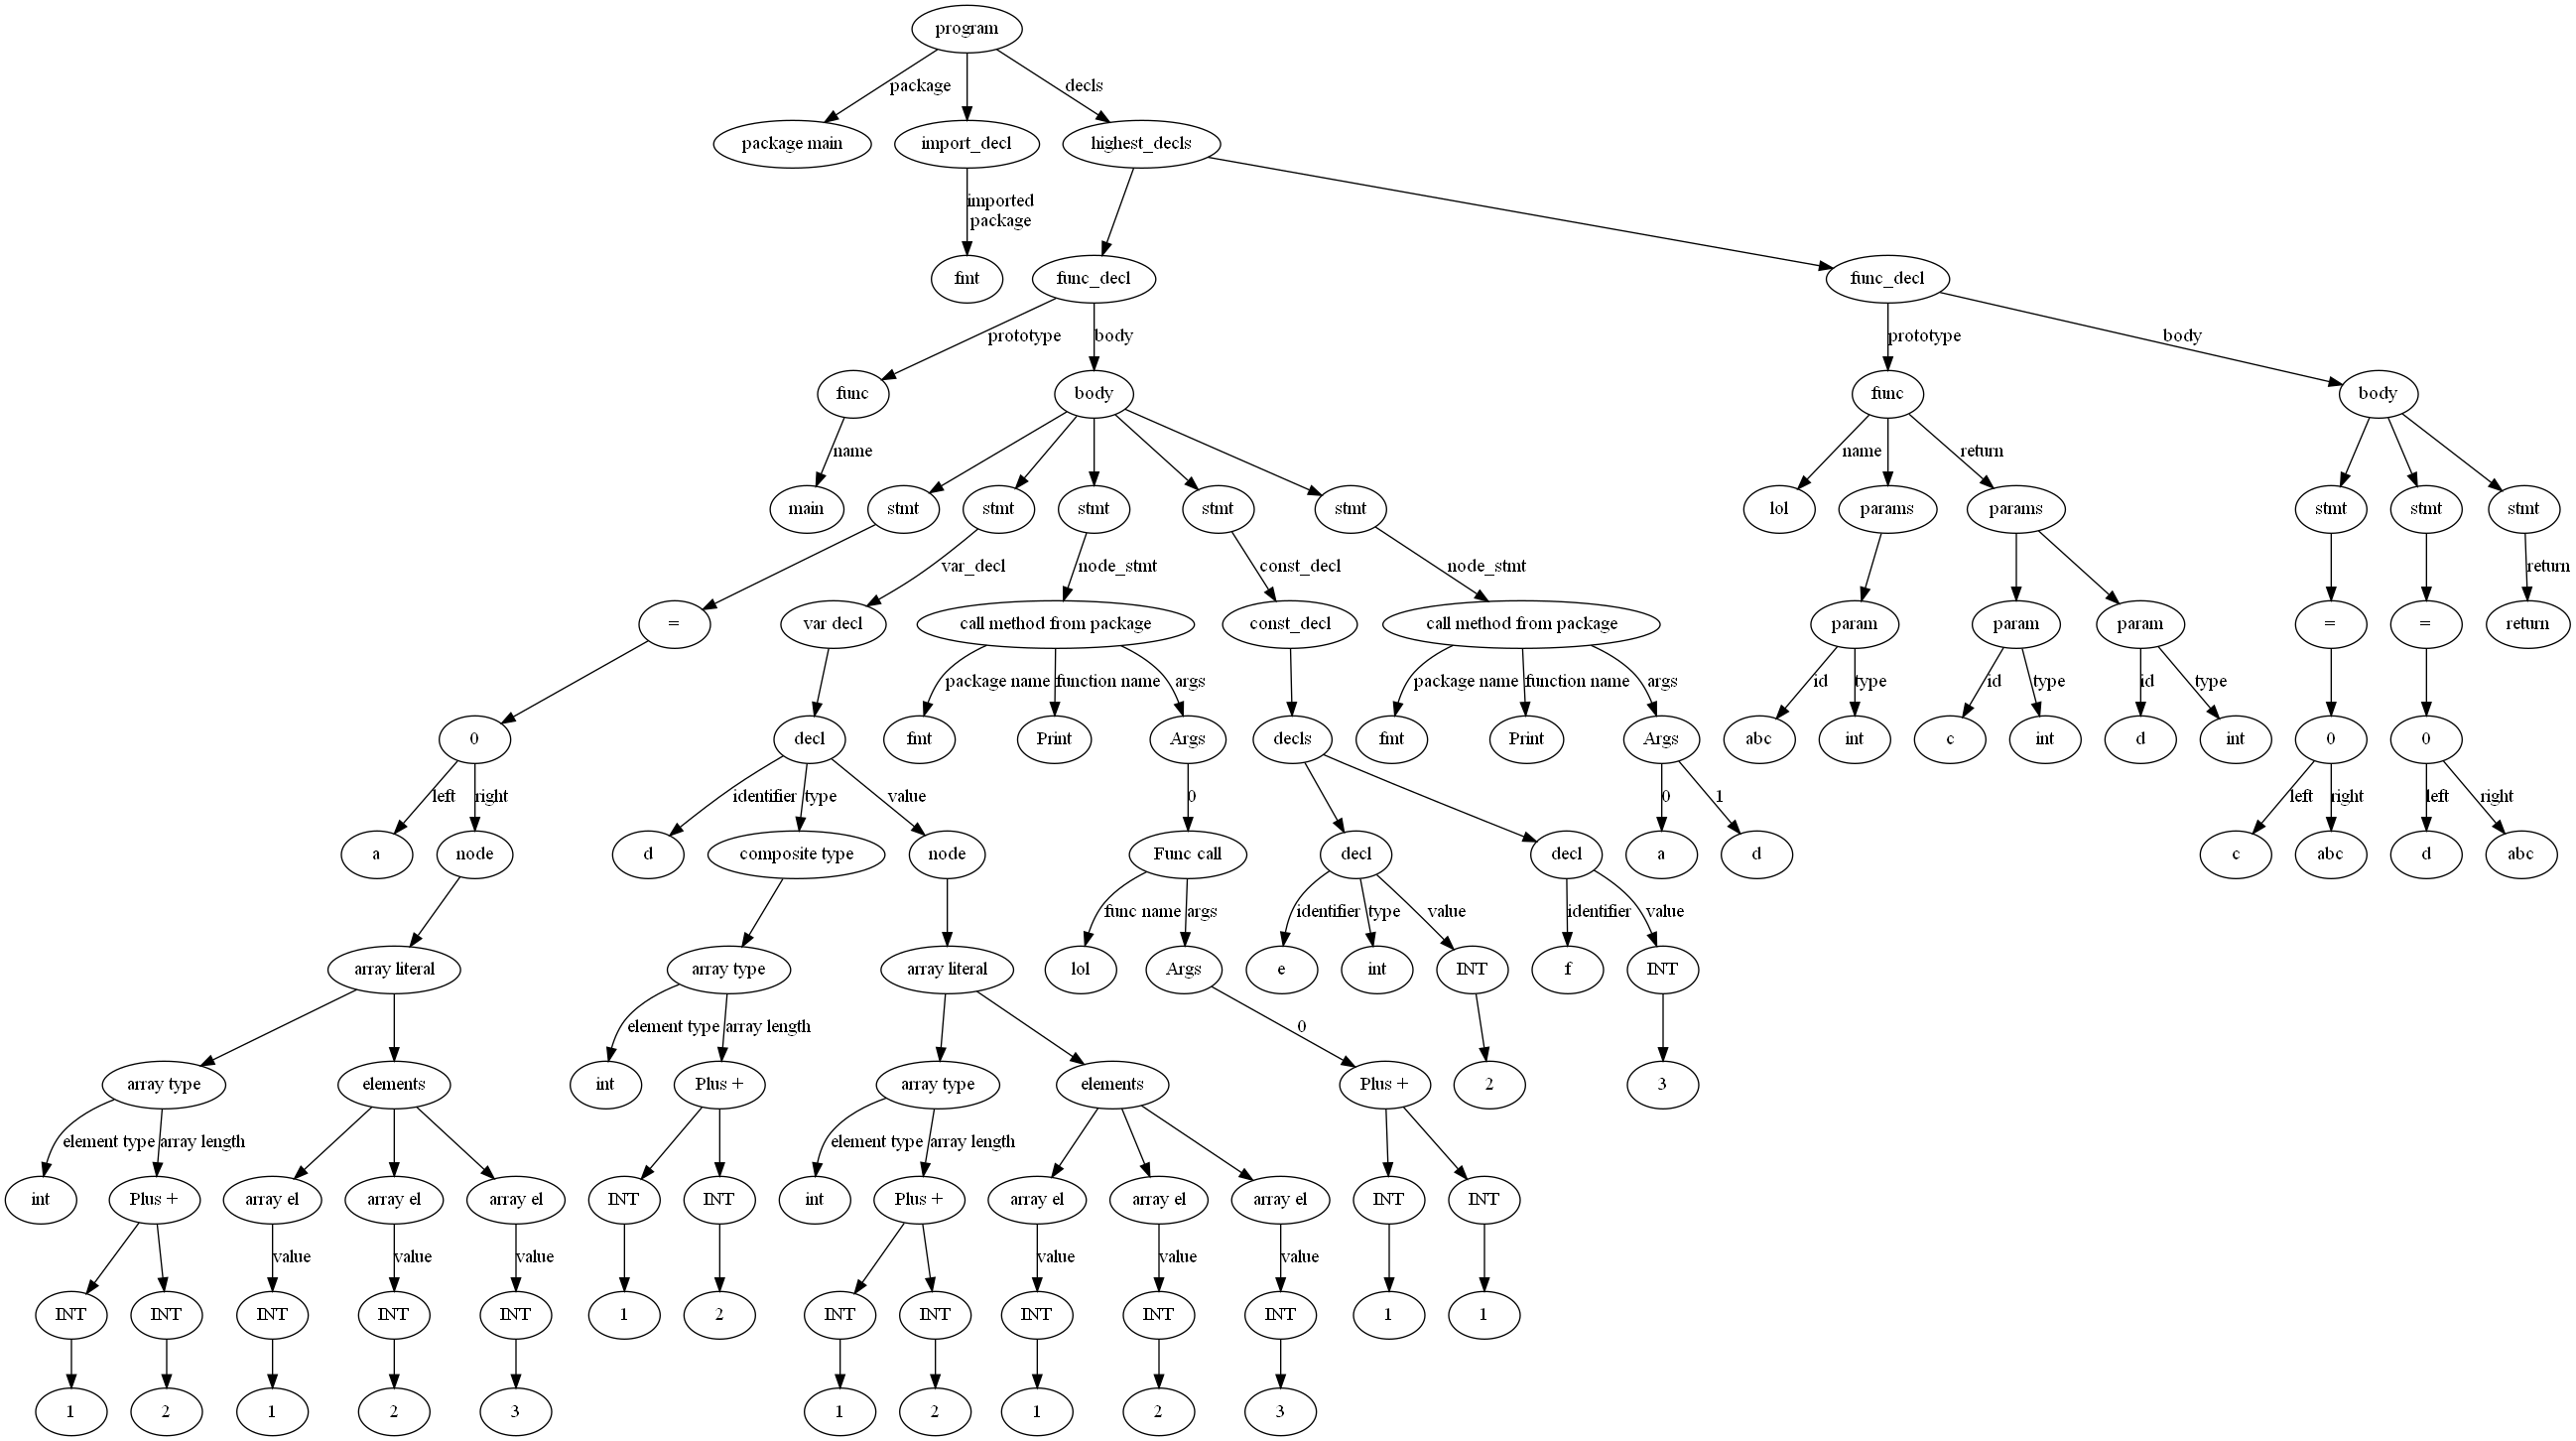 program
package
decls
package main
import_decl
highest_decls
imported
package
fmt
func_decl
func_decl
prototype
body
prototype
body
func
body
func
body
name
name
return
main
stmt
stmt
stmt
stmt
stmt
lol
params
params
stmt
stmt
stmt
var_decl
node_stmt
const_decl
node_stmt
return
=
var decl
call method from package
const_decl
call method from package
param
param
param
=
=
return
package name
function name
args
package name
function name
args
id
type
id
type
id
type
0
decl
fmt
Print
Args
decls
fmt
Print
Args
abc
int
c
int
d
int
0
0
left
right
identifier
type
value
0
0
1
left
right
left
right
a
node
d
composite type
node
Func call
decl
decl
a
d
c
abc
d
abc
func name
args
identifier
type
value
identifier
value
array literal
array type
array literal
lol
Args
e
int
INT
f
INT
element type
array length
0
array type
elements
int
Plus +
array type
elements
Plus +
2
3
element type
array length
element type
array length
int
Plus +
array el
array el
array el
INT
INT
int
Plus +
array el
array el
array el
INT
INT
value
value
value
value
value
value
INT
INT
INT
INT
INT
1
2
INT
INT
INT
INT
INT
1
1
1
2
1
2
3
1
2
1
2
3